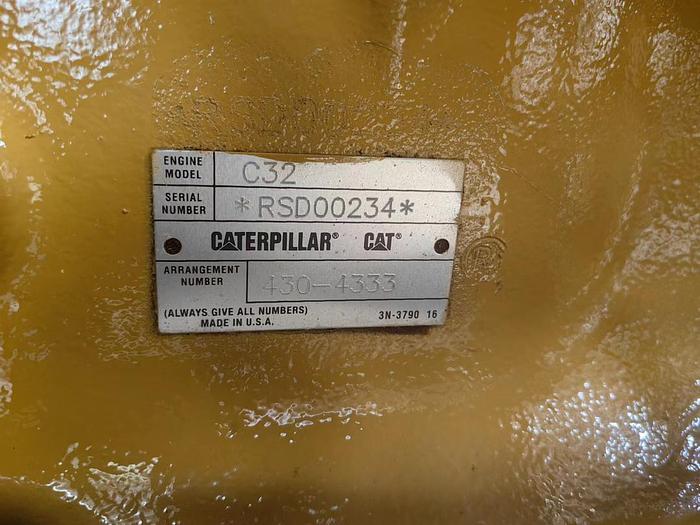 ENGINE MODEL C32
SERIAL NUMBER *RSD00234*
CATERPILLAR® CAT®
ARRANGEMENT NUMBER 430-4333
(ALWAYS GIVE ALL NUMBERS)
MADE IN U.S.A. 3N-3790 16
R